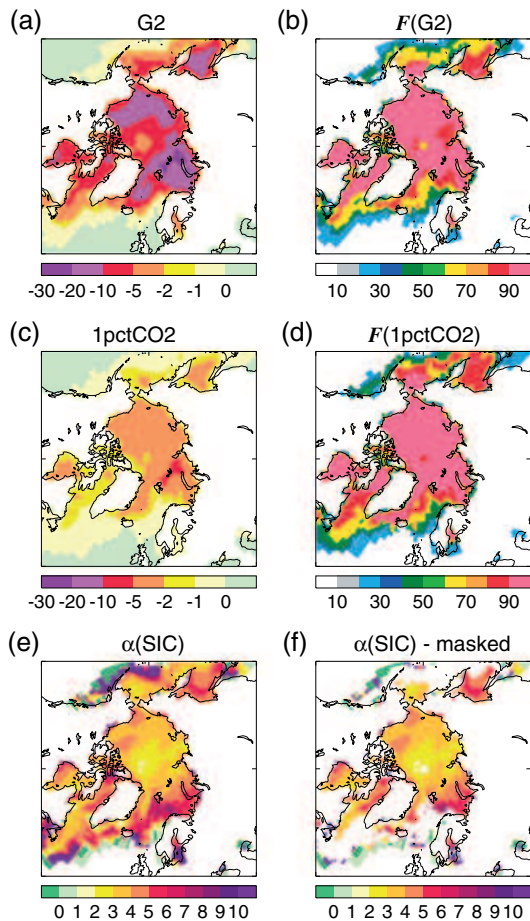 (a) G2
(b) F(G2)
-30 -20 -10 -5 -2 -1 0
10 30 50 70 90
(c) 1pctCO2
(d) F(1pctCO2)
-30 -20 -10 -5 -2 -1 0
10 30 50 70 90
(e) α(SIC)
(f) α(SIC) - masked
0 1 2 3 4 5 6 7 8 9 10
0 1 2 3 4 5 6 7 8 9 10